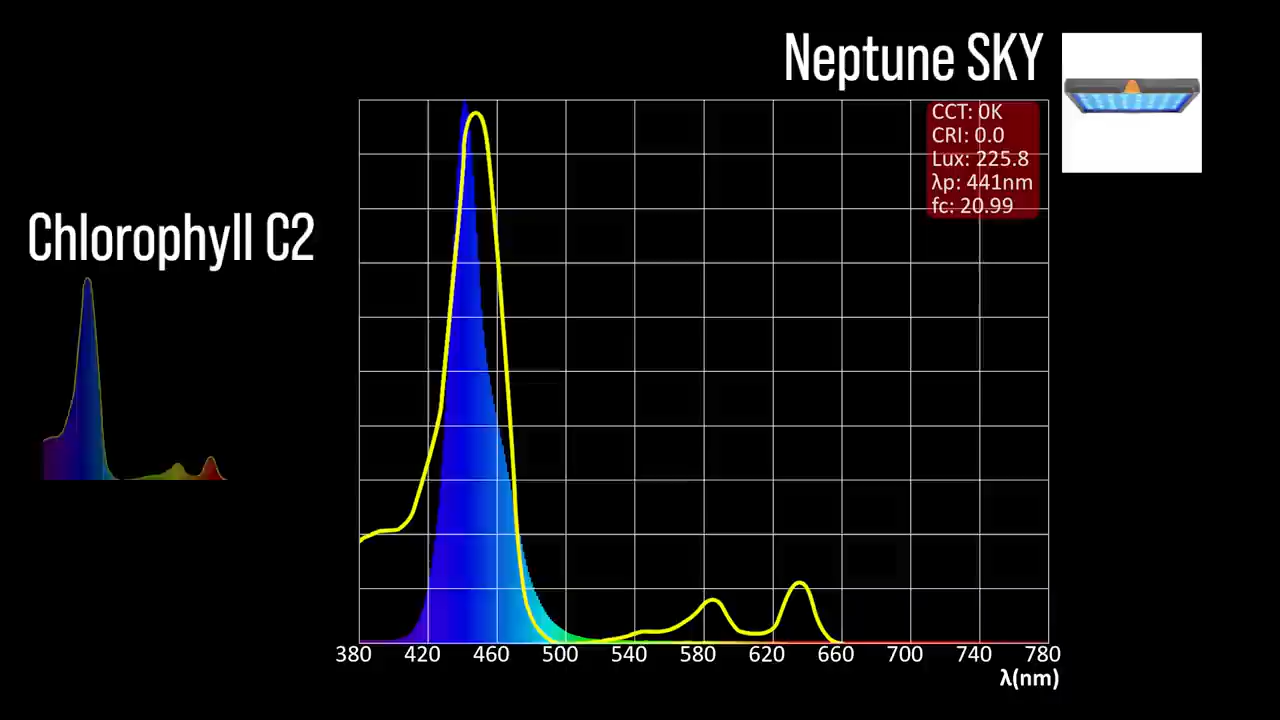 Neptune SKY
CCT: 0K
CRI: 0.0
Lux: 225.8
λp: 441nm
fc: 20.99
Chlorophyll C2
380 420 460 500 540 580 620 660 700 740 780
λ(nm)